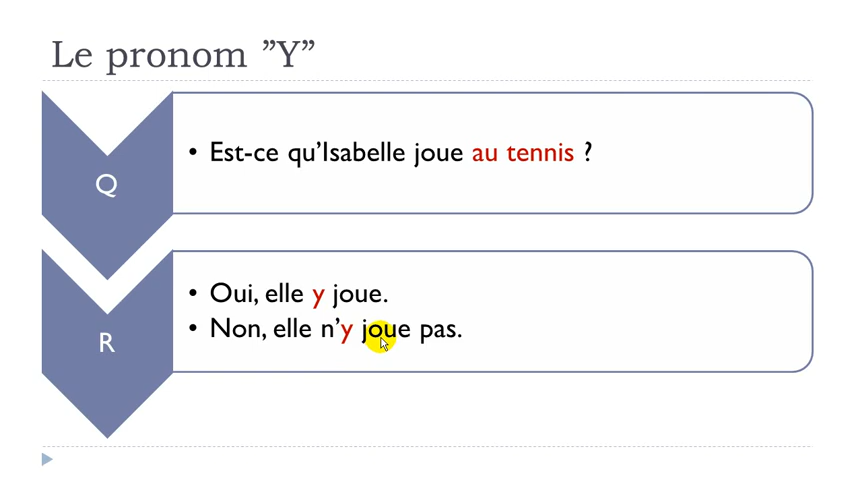 Le pronom ”Y”
Q
• Est-ce qu’Isabelle joue au tennis ?
R
• Oui, elle y joue.
• Non, elle n’y joue pas.